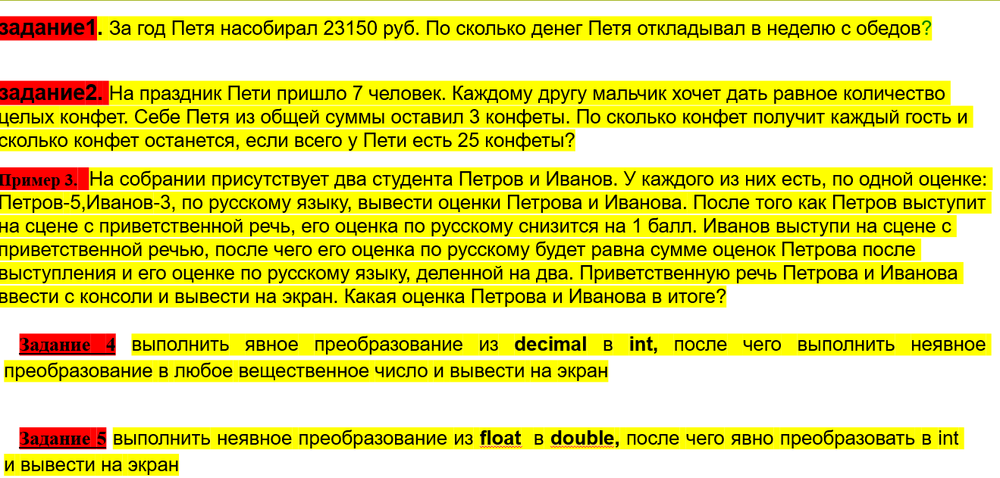 задание1. За год Петя насобирал 23150 руб. По сколько денег Петя откладывал в неделю с обедов?
задание2. На праздник Пети пришло 7 человек. Каждому другу мальчик хочет дать равное количество
целых конфет. Себе Петя из общей суммы оставил 3 конфеты. По сколько конфет получит каждый гость и
сколько конфет останется, если всего у Пети есть 25 конфеты?
Пример 3. На собрании присутствует два студента Петров и Иванов. У каждого из них есть, по одной оценке:
Петров-5,Иванов-3, по русскому языку, вывести оценки Петрова и Иванова. После того как Петров выступит
на сцене с приветственной речь, его оценка по русскому снизится на 1 балл. Иванов выступи на сцене с
приветственной речью, после чего его оценка по русскому будет равна сумме оценок Петрова после
выступления и его оценке по русскому языку, деленной на два. Приветственную речь Петрова и Иванова
ввести с консоли и вывести на экран. Какая оценка Петрова и Иванова в итоге?
Задание 4 выполнить явное преобразование из decimal в int, после чего выполнить неявное
преобразование в любое вещественное число и вывести на экран
Задание 5 выполнить неявное преобразование из float в double, после чего явно преобразовать в int
и вывести на экран